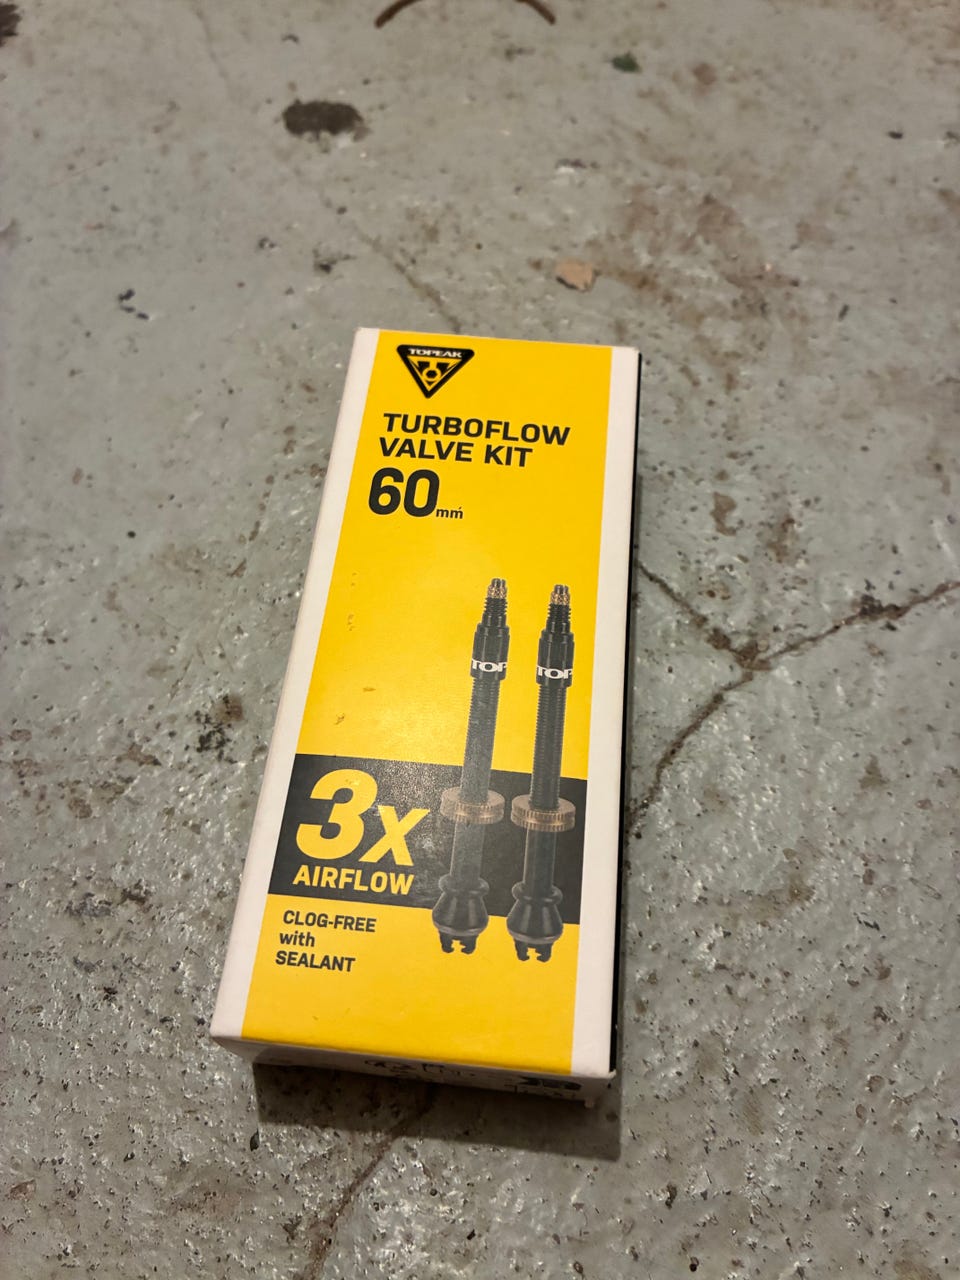 TOPEAK
TURBOFLOW
VALVE KIT
60mm
TOP
TOP
3x
AIRFLOW
CLOG-FREE
with
SEALANT